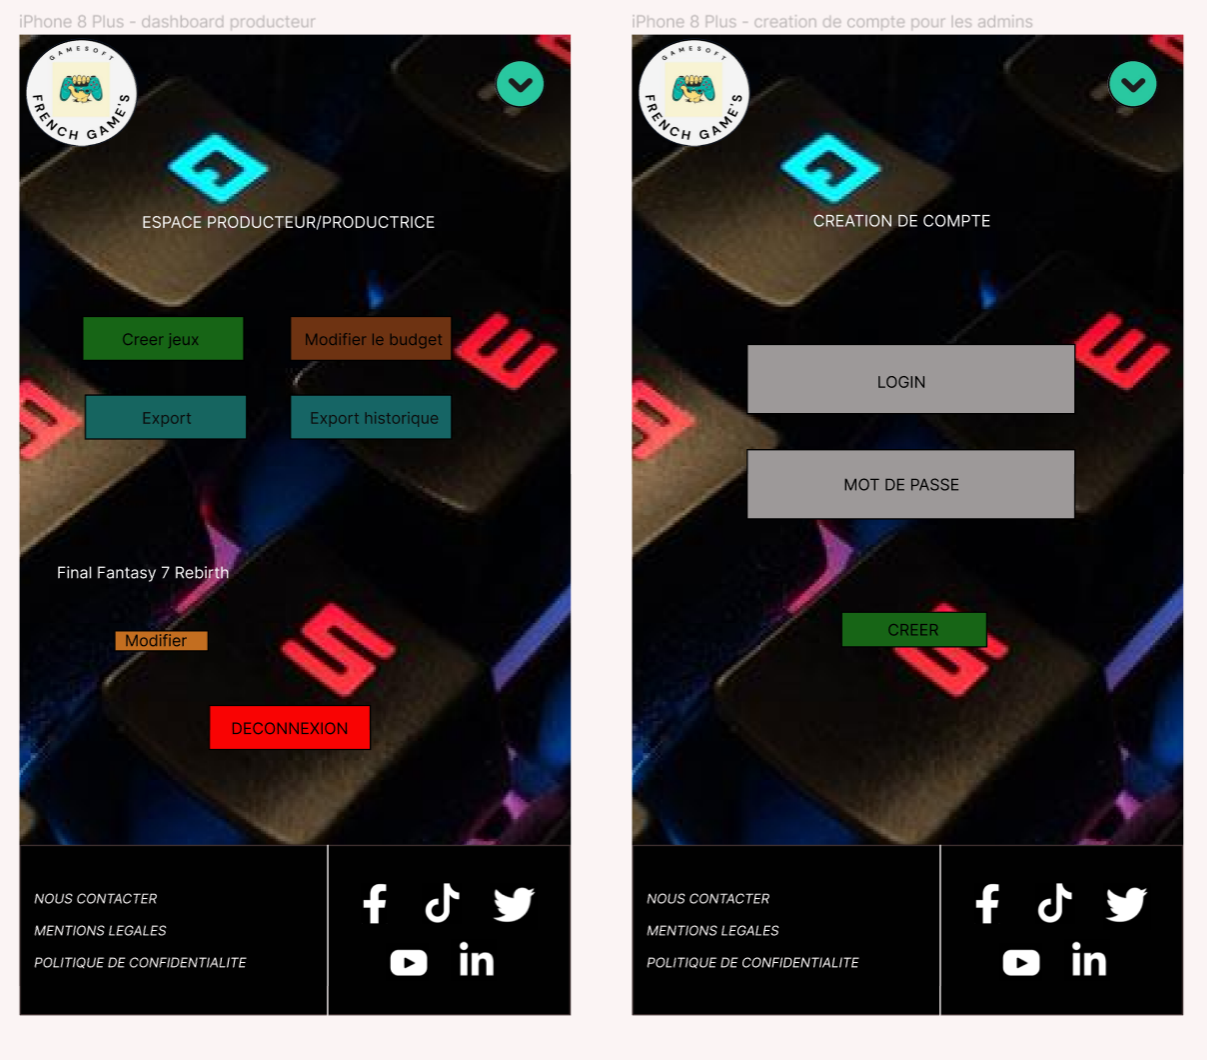 iPhone 8 Plus - dashboard producteur
GAMESOFT
FRENCH GAME'S
ESPACE PRODUCTEUR/PRODUCTRICE
Creer jeux
Modifier le budget
Export
Export historique
Final Fantasy 7 Rebirth
Modifier
DECONNEXION
NOUS CONTACTER
MENTIONS LEGALES
POLITIQUE DE CONFIDENTIALITE
in
iPhone 8 Plus - creation de compte pour les admins
GAMESOFT
FRENCH GAME'S
CREATION DE COMPTE
LOGIN
MOT DE PASSE
CREER
NOUS CONTACTER
MENTIONS LEGALES
POLITIQUE DE CONFIDENTIALITE
in